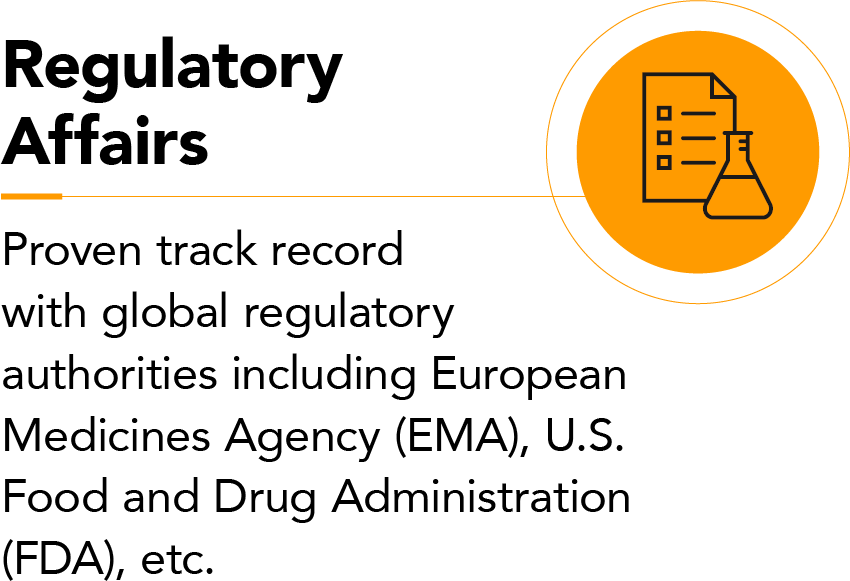 Regulatory
Affairs
Proven track record
with global regulatory
authorities including European
Medicines Agency (EMA), U.S.
Food and Drug Administration
(FDA), etc.